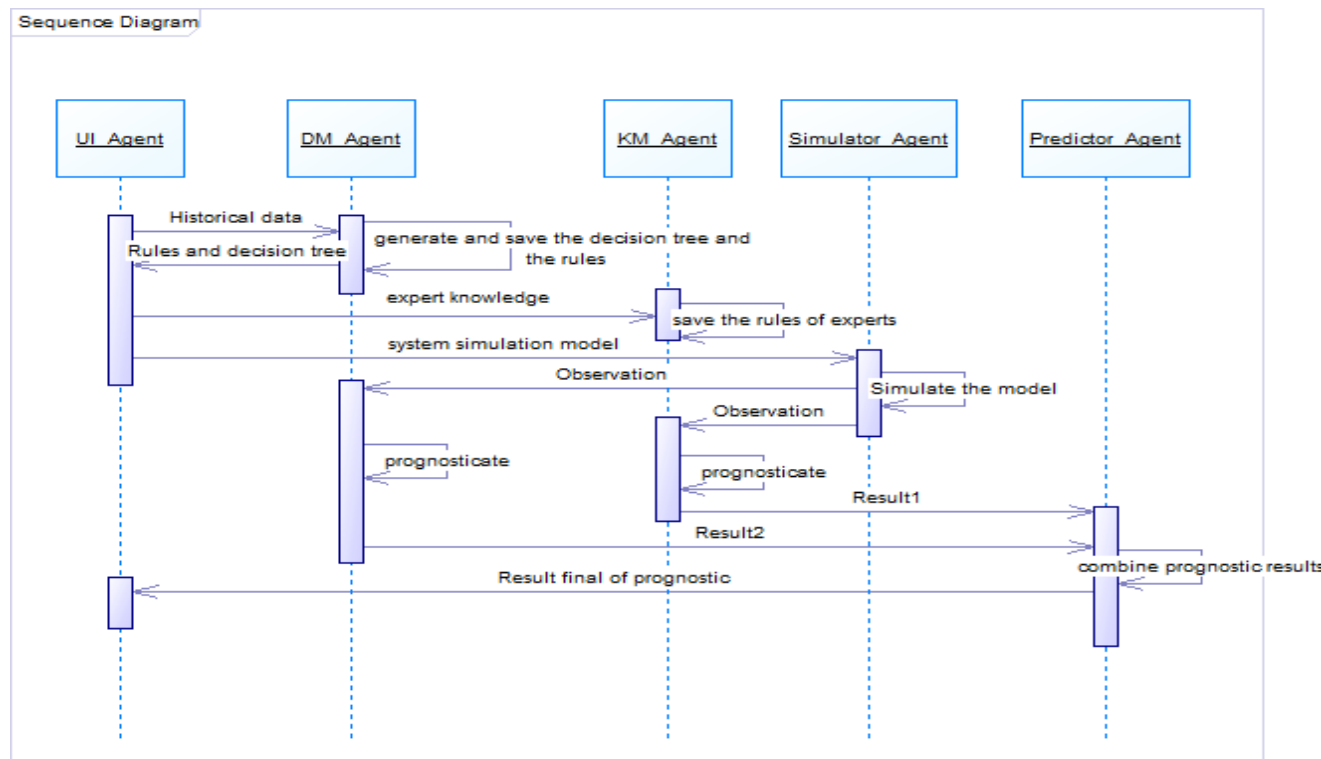 Sequence Diagram
UI_Agent
DM_Agent
KM_Agent
Simulator_Agent
Predictor_Agent
Historical data
generate and save the decision tree and
the rules
Rules and decision tree
expert knowledge
save the rules of experts
system simulation model
Observation
Simulate the model
Observation
prognosticate
prognosticate
Result1
Result2
combine prognostic results
Result final of prognostic